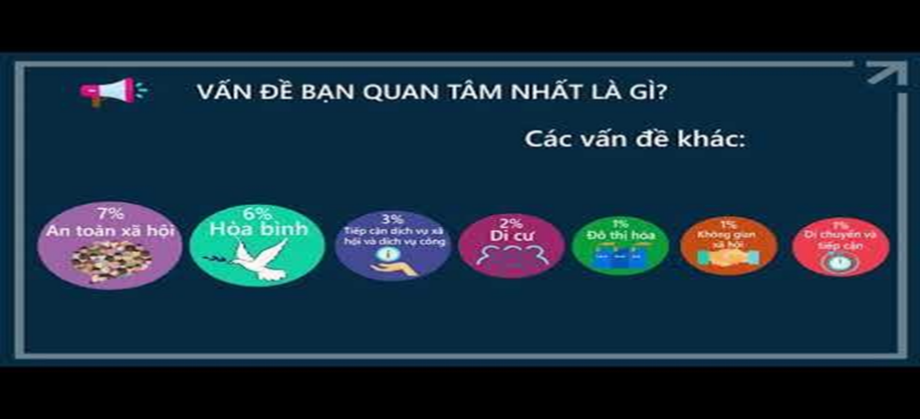 VẤN ĐỀ BẠN QUAN TÂM NHẤT LÀ GÌ?
Các vấn đề khác:
7%
An toàn xã hội
6%
Hòa bình
3%
Tiếp cận dịch vụ xã
hội và dịch vụ công
2%
Di cư
1%
Đô thị hóa
1%
Không gian
xã hội
1%
Di chuyển và
tiếp cận